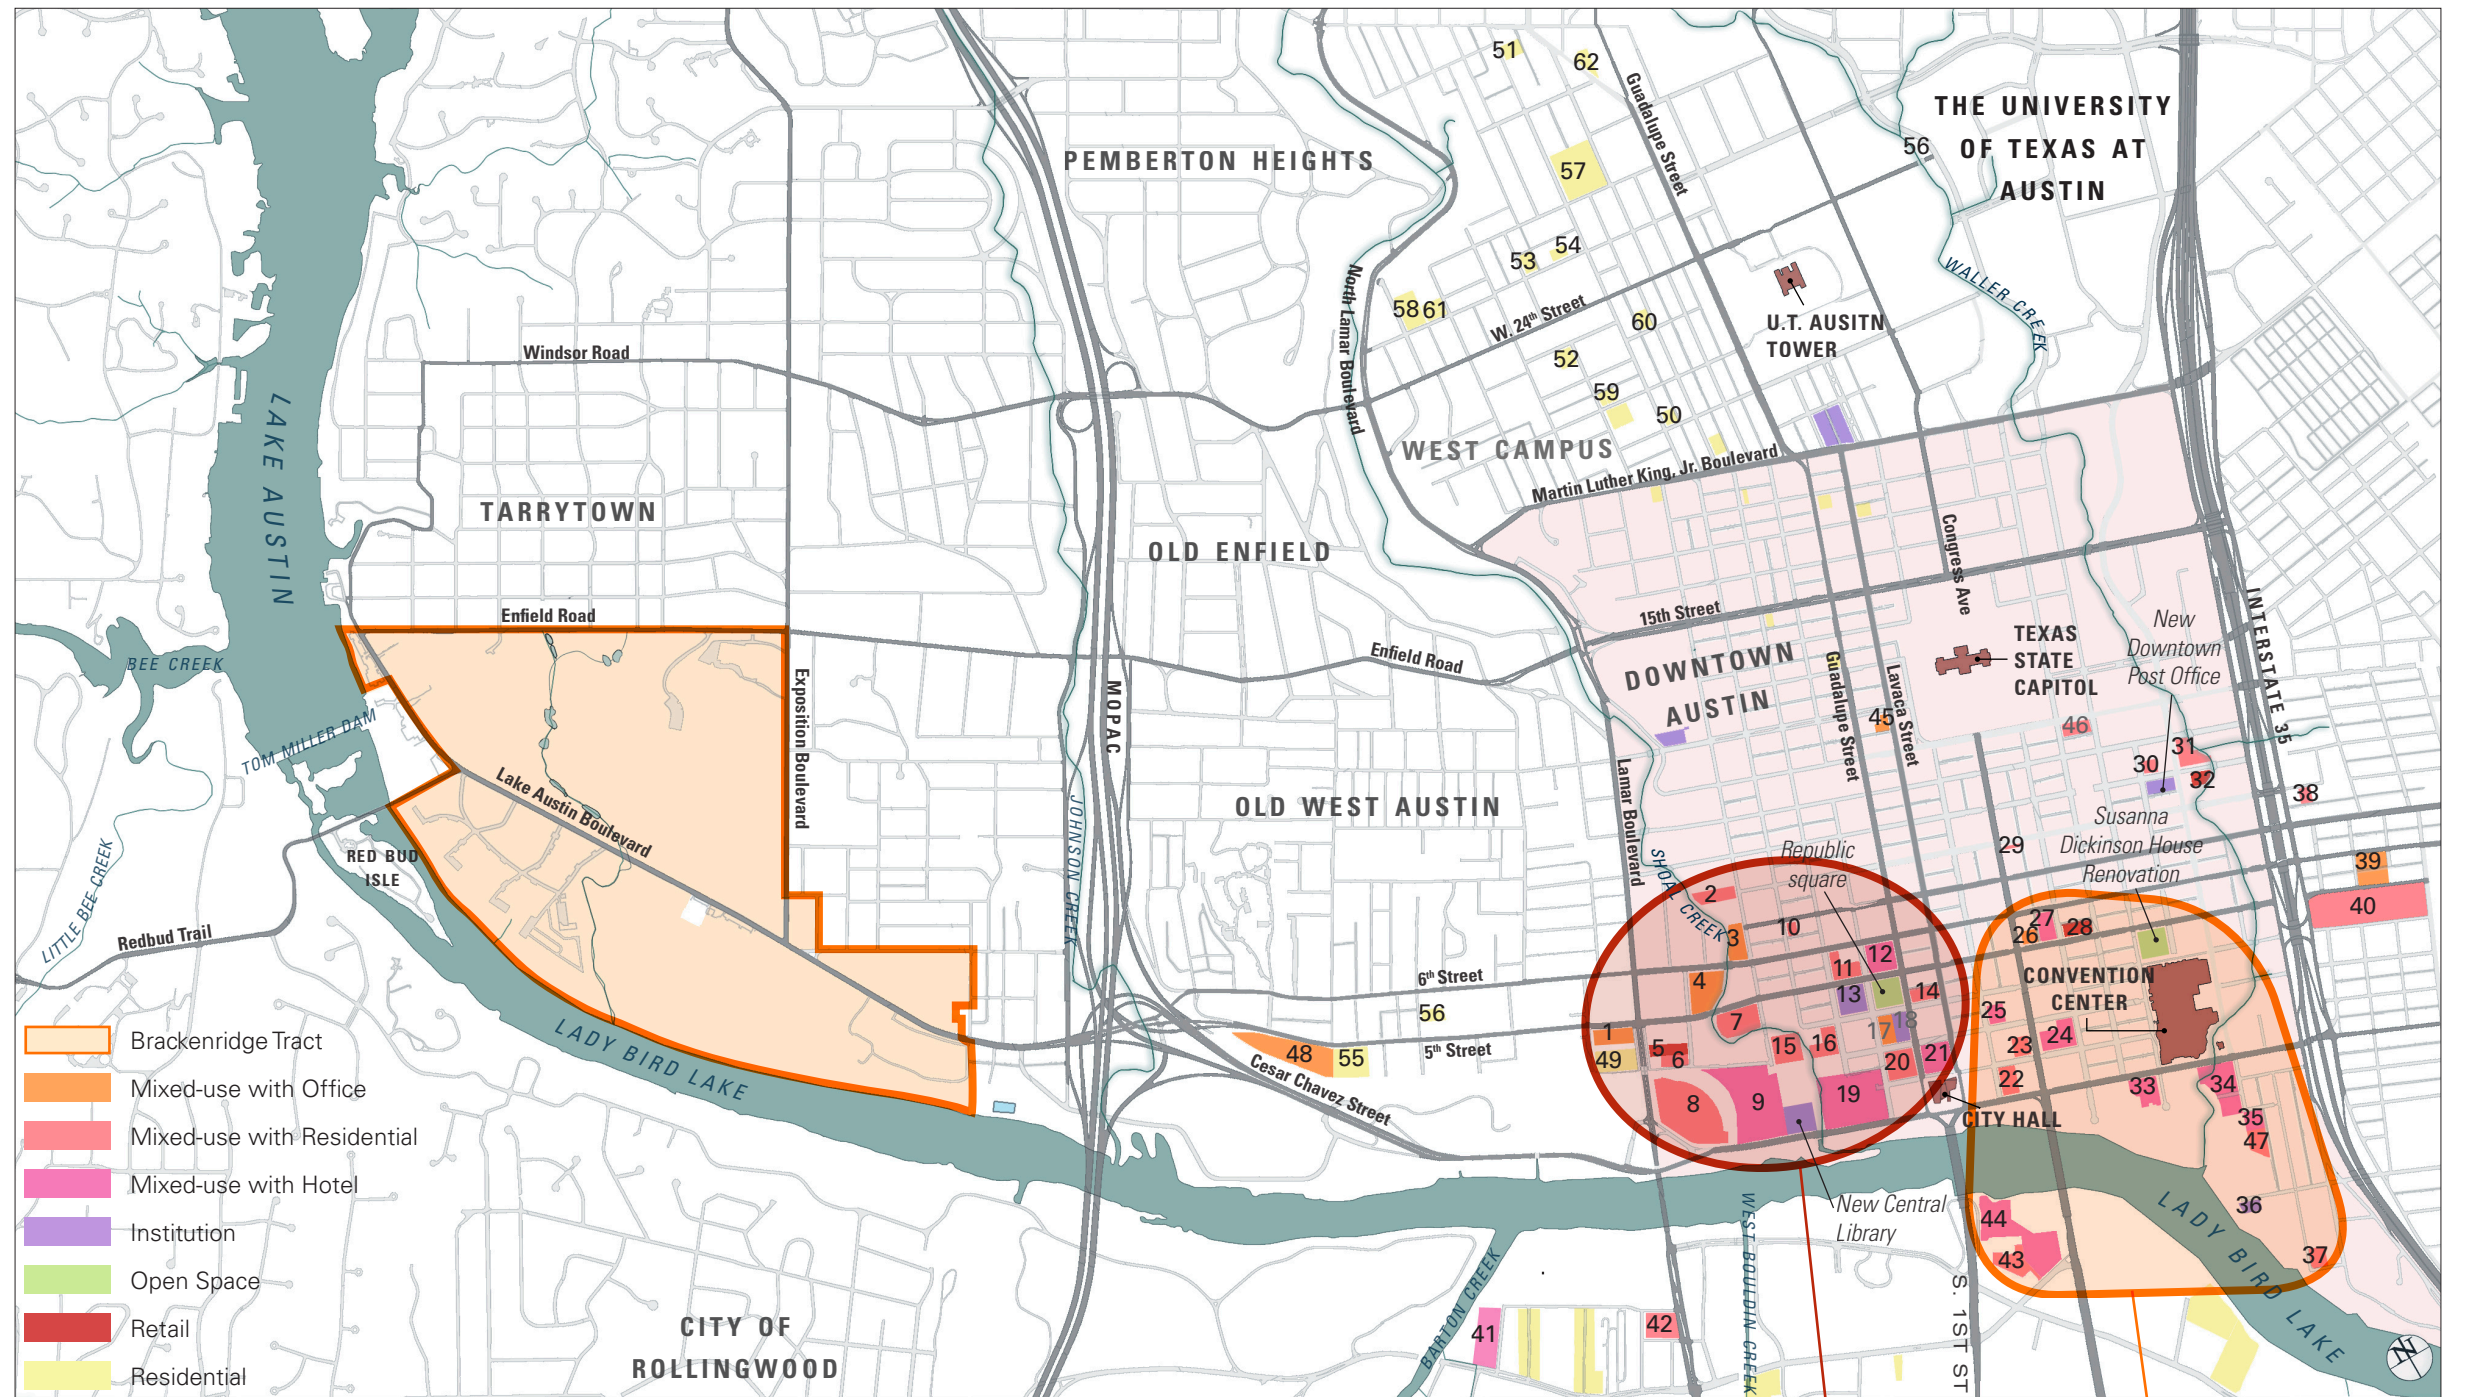 51
62
Guadalupe Street
THE UNIVERSITY
OF TEXAS AT
AUSTIN
56
PEMBERTON HEIGHTS
57
54
53
WALLER CREEK
58
61
North Lamar Boulevard
W. 24th Street
60
U.T. AUSITN
TOWER
Windsor Road
52
59
50
LAKE AUSTIN
WEST CAMPUS
Martin Luther King, Jr. Boulevard
TARRYTOWN
OLD ENFIELD
Congress Ave
INTERSTATE 35
Enfield Road
15th Street
New
Downtown
Post Office
TEXAS
STATE
CAPITOL
BEE CREEK
Enfield Road
DOWNTOWN
AUSTIN
Guadalupe Street
Lavaca Street
Exposition Boulevard
MOPAC
45
46
TOM MILLER DAM
31
30
32
38
Lake Austin Boulevard
Lamar Boulevard
OLD WEST AUSTIN
JOHNSON CREEK
Susanna
Dickinson House
Renovation
29
Republic
square
SHOAL CREEK
RED BUD
ISLE
LITTLE BEE CREEK
39
40
2
3
10
27
26
28
Redbud Trail
6th Street
12
11
4
13
14
CONVENTION
CENTER
56
25
7
17
18
1
5th Street
48
55
49
5
6
15
16
20
21
23
24
Cesar Chavez Street
22
33
34
8
9
19
CITY HALL
35
47
LADY BIRD LAKE
New Central
Library
36
44
43
37
LADY BIRD LAKE
WEST BOULDIN CREEK
S. 1ST ST
BARTON CREEK
41
42
CITY OF
ROLLINGWOOD
Brackenridge Tract
Mixed-use with Office
Mixed-use with Residential
Mixed-use with Hotel
Institution
Open Space
Retail
Residential
N